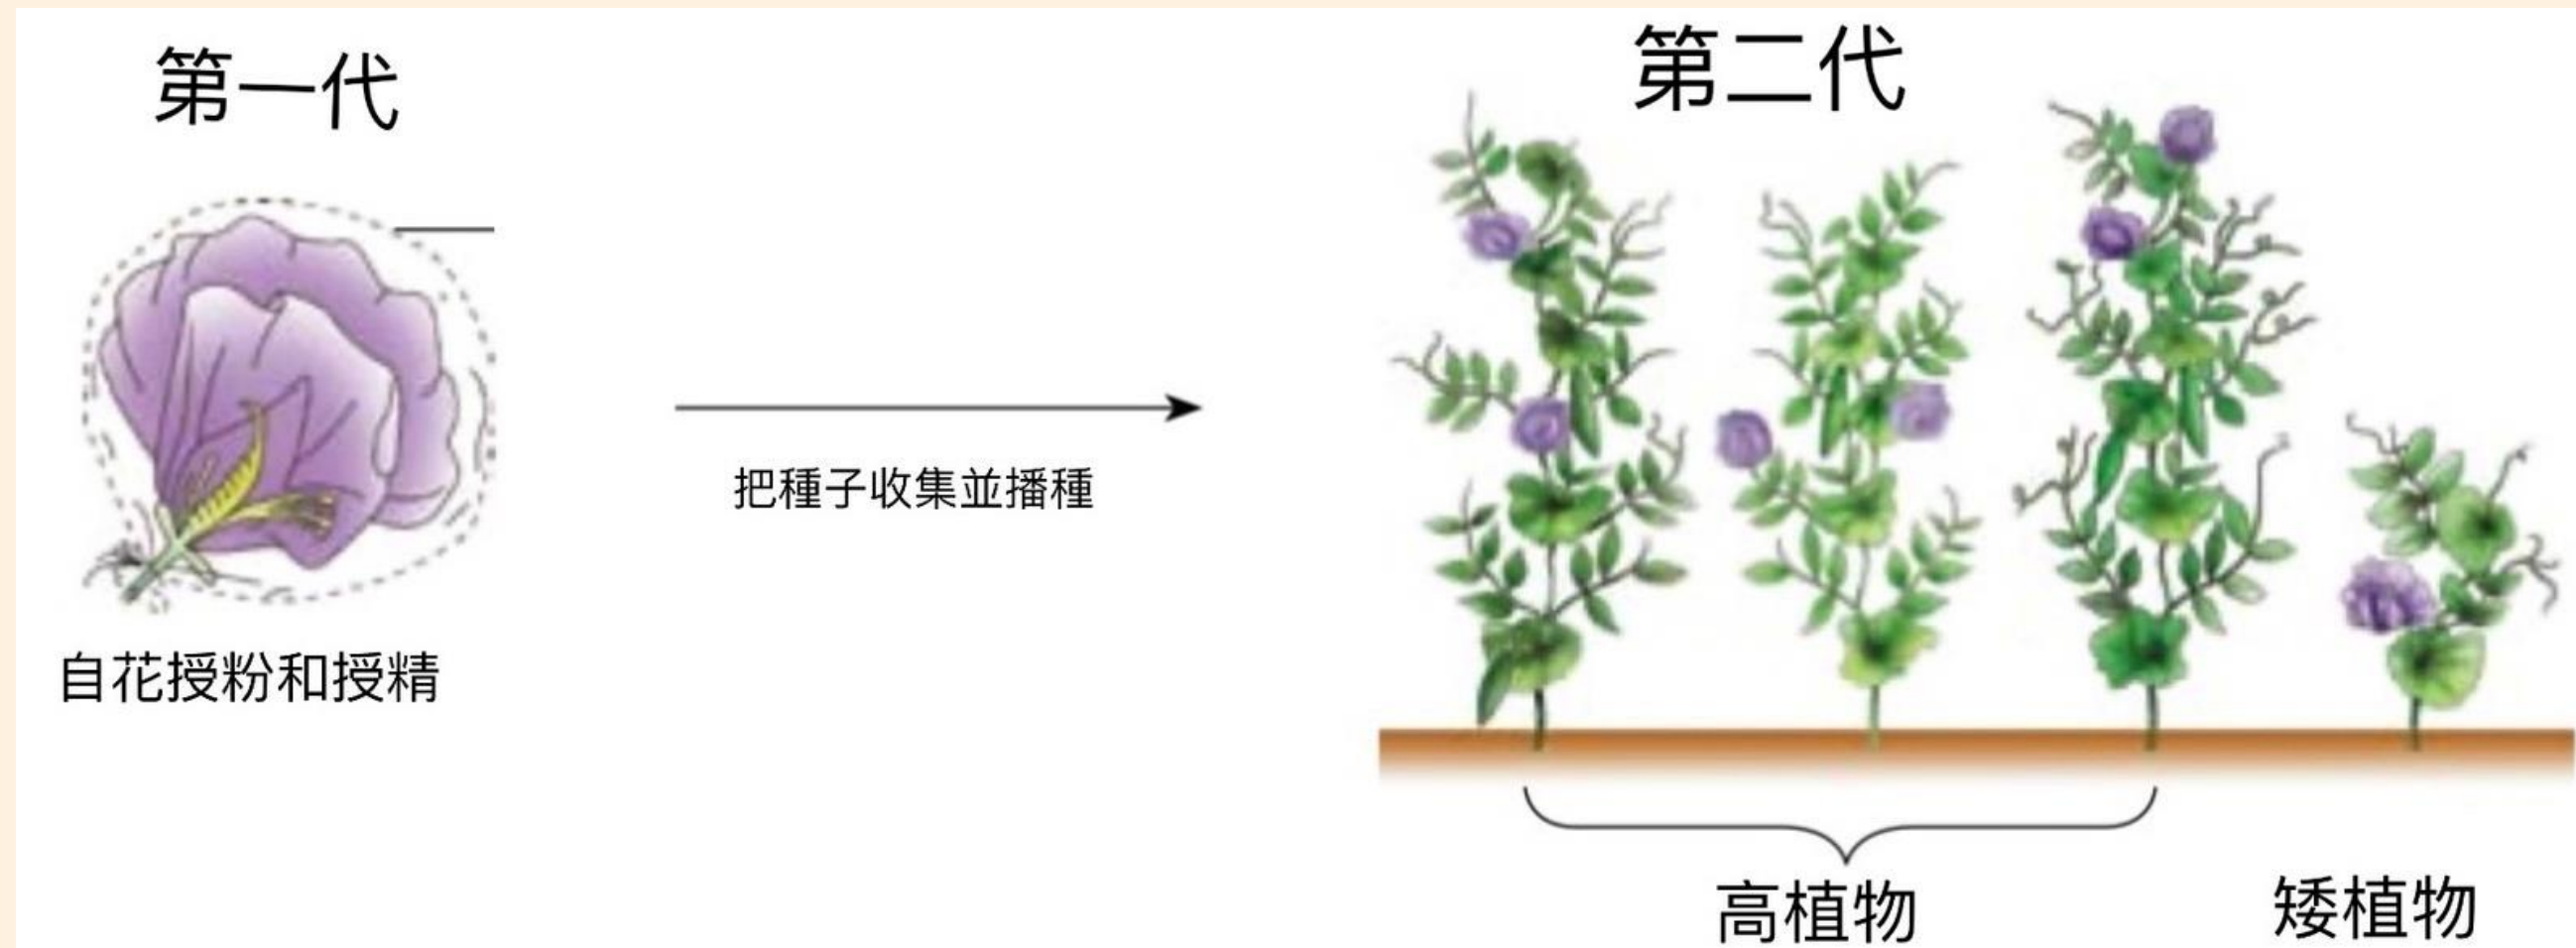 第一代
第二代
把種子收集並播種
自花授粉和授精
高植物
矮植物